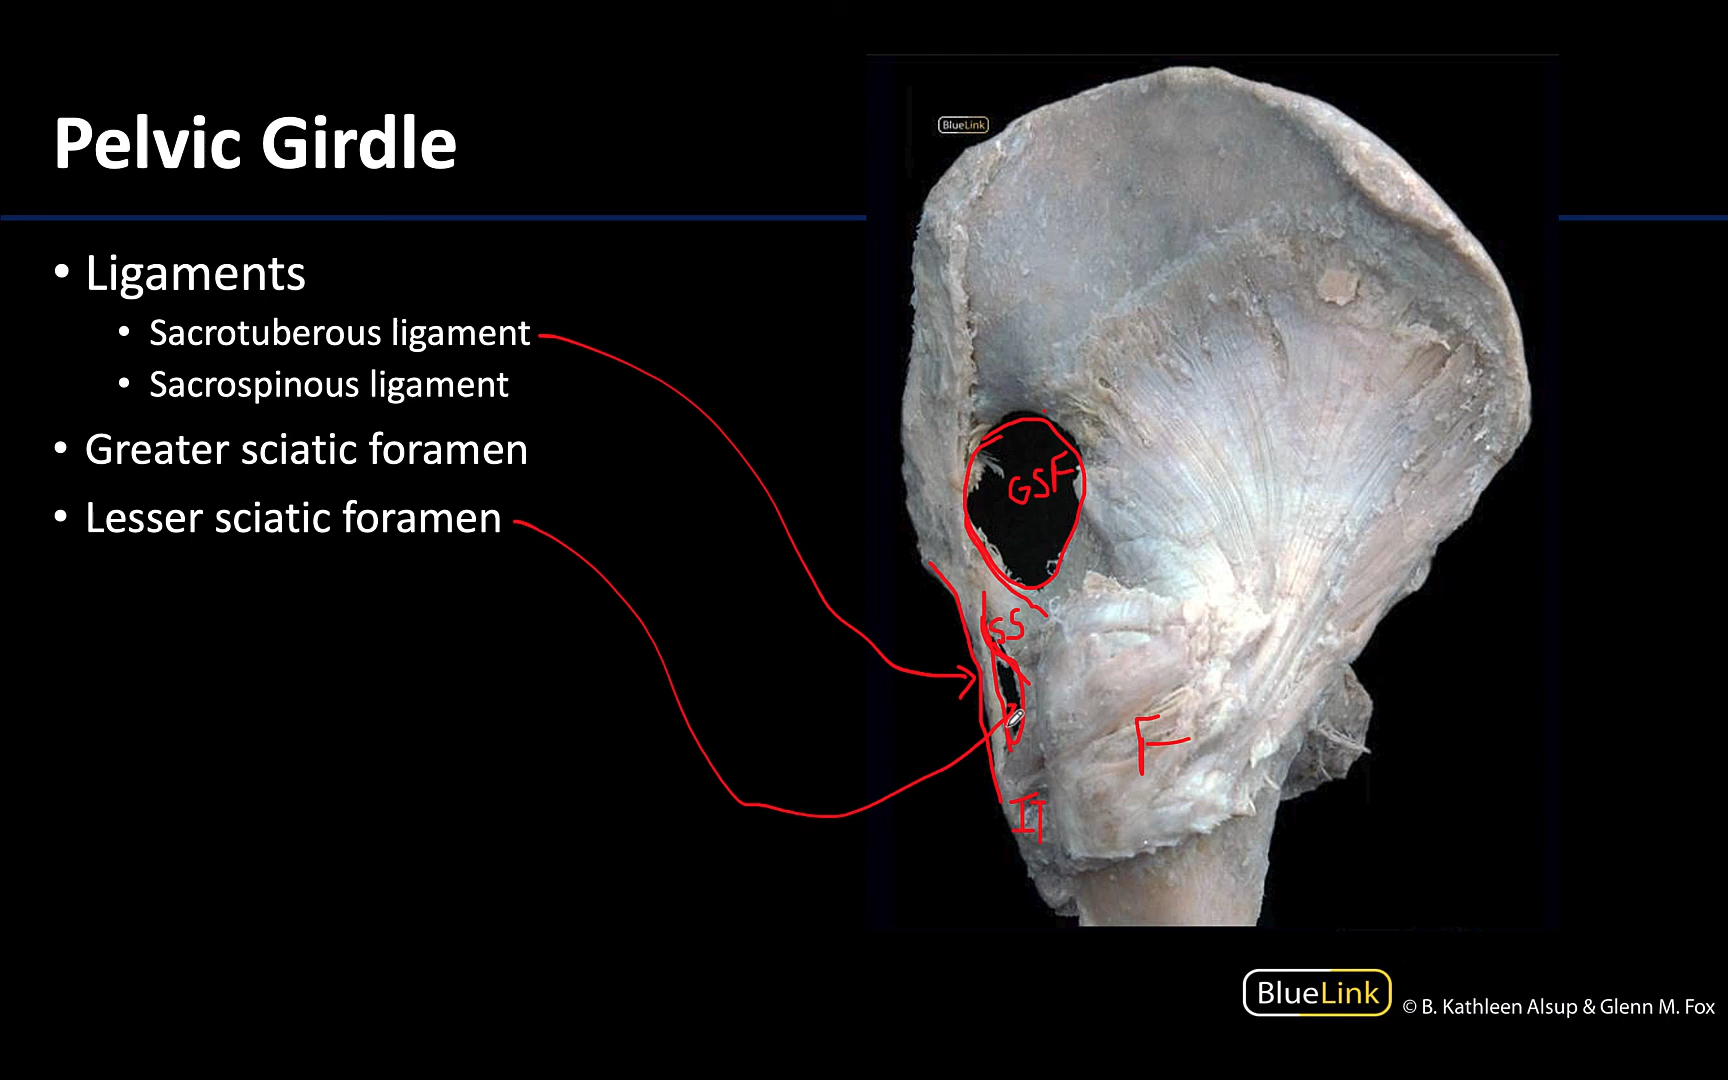 Pelvic Girdle
BlueLink
• Ligaments
• Sacrotuberous ligament
• Sacrospinous ligament
• Greater sciatic foramen
• Lesser sciatic foramen
GSF
SS
F
IT
BlueLink © B. Kathleen Alsup & Glenn M. Fox